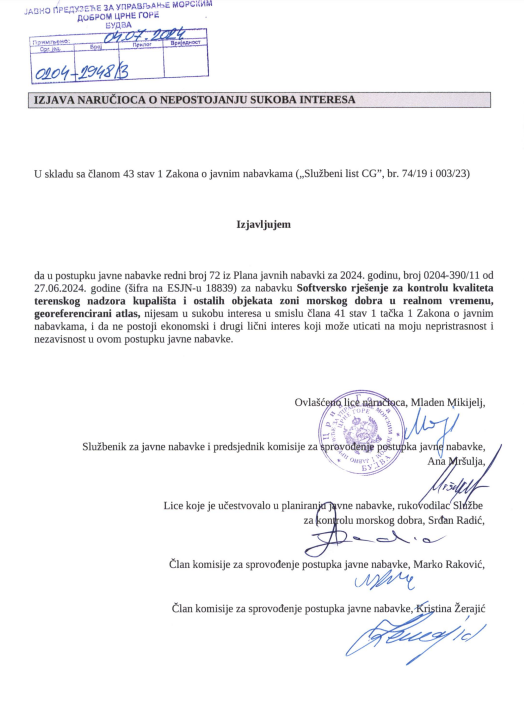 ЈАВНО ПРЕДУЗЕЋЕ ЗА УПРАВЉАЊЕ МОРСКИМ
ДОБРОМ ЦРНЕ ГОРЕ
БУДВА
Примљено: 04.07.2024
Орг.јед. Број Прилог Вриједност
0204-2948/3
IZJAVA NARUČIOCA O NEPOSTOJANJU SUKOBA INTERESA
U skladu sa članom 43 stav 1 Zakona o javnim nabavkama („Službeni list CG”, br. 74/19 i 003/23)
Izjavljujem
da u postupku javne nabavke redni broj 72 iz Plana javnih nabavki za 2024. godinu, broj 0204-390/11 od
27.06.2024. godine (šifra na ESJN-u 18839) za nabavku Softversko rješenje za kontrolu kvaliteta
terenskog nadzora kupališta i ostalih objekata zoni morskog dobra u realnom vremenu,
georeferencirani atlas, nijesam u sukobu interesa u smislu člana 41 stav 1 tačka 1 Zakona o javnim
nabavkama, i da ne postoji ekonomski i drugi lični interes koji može uticati na moju nepristrasnost i
nezavisnost u ovom postupku javne nabavke.
Ovlašćeno lice naručioca, Mladen Mikijelj,
Službenik za javne nabavke i predsjednik komisije za sprovođenje postupka javne nabavke,
Ana Mršulja,
Lice koje je učestvovalo u planiranju javne nabavke, rukovodilac Službe
za kontrolu morskog dobra, Srđan Radić,
Član komisije za sprovođenje postupka javne nabavke, Marko Raković,
Član komisije za sprovođenje postupka javne nabavke, Kristina Žerajić